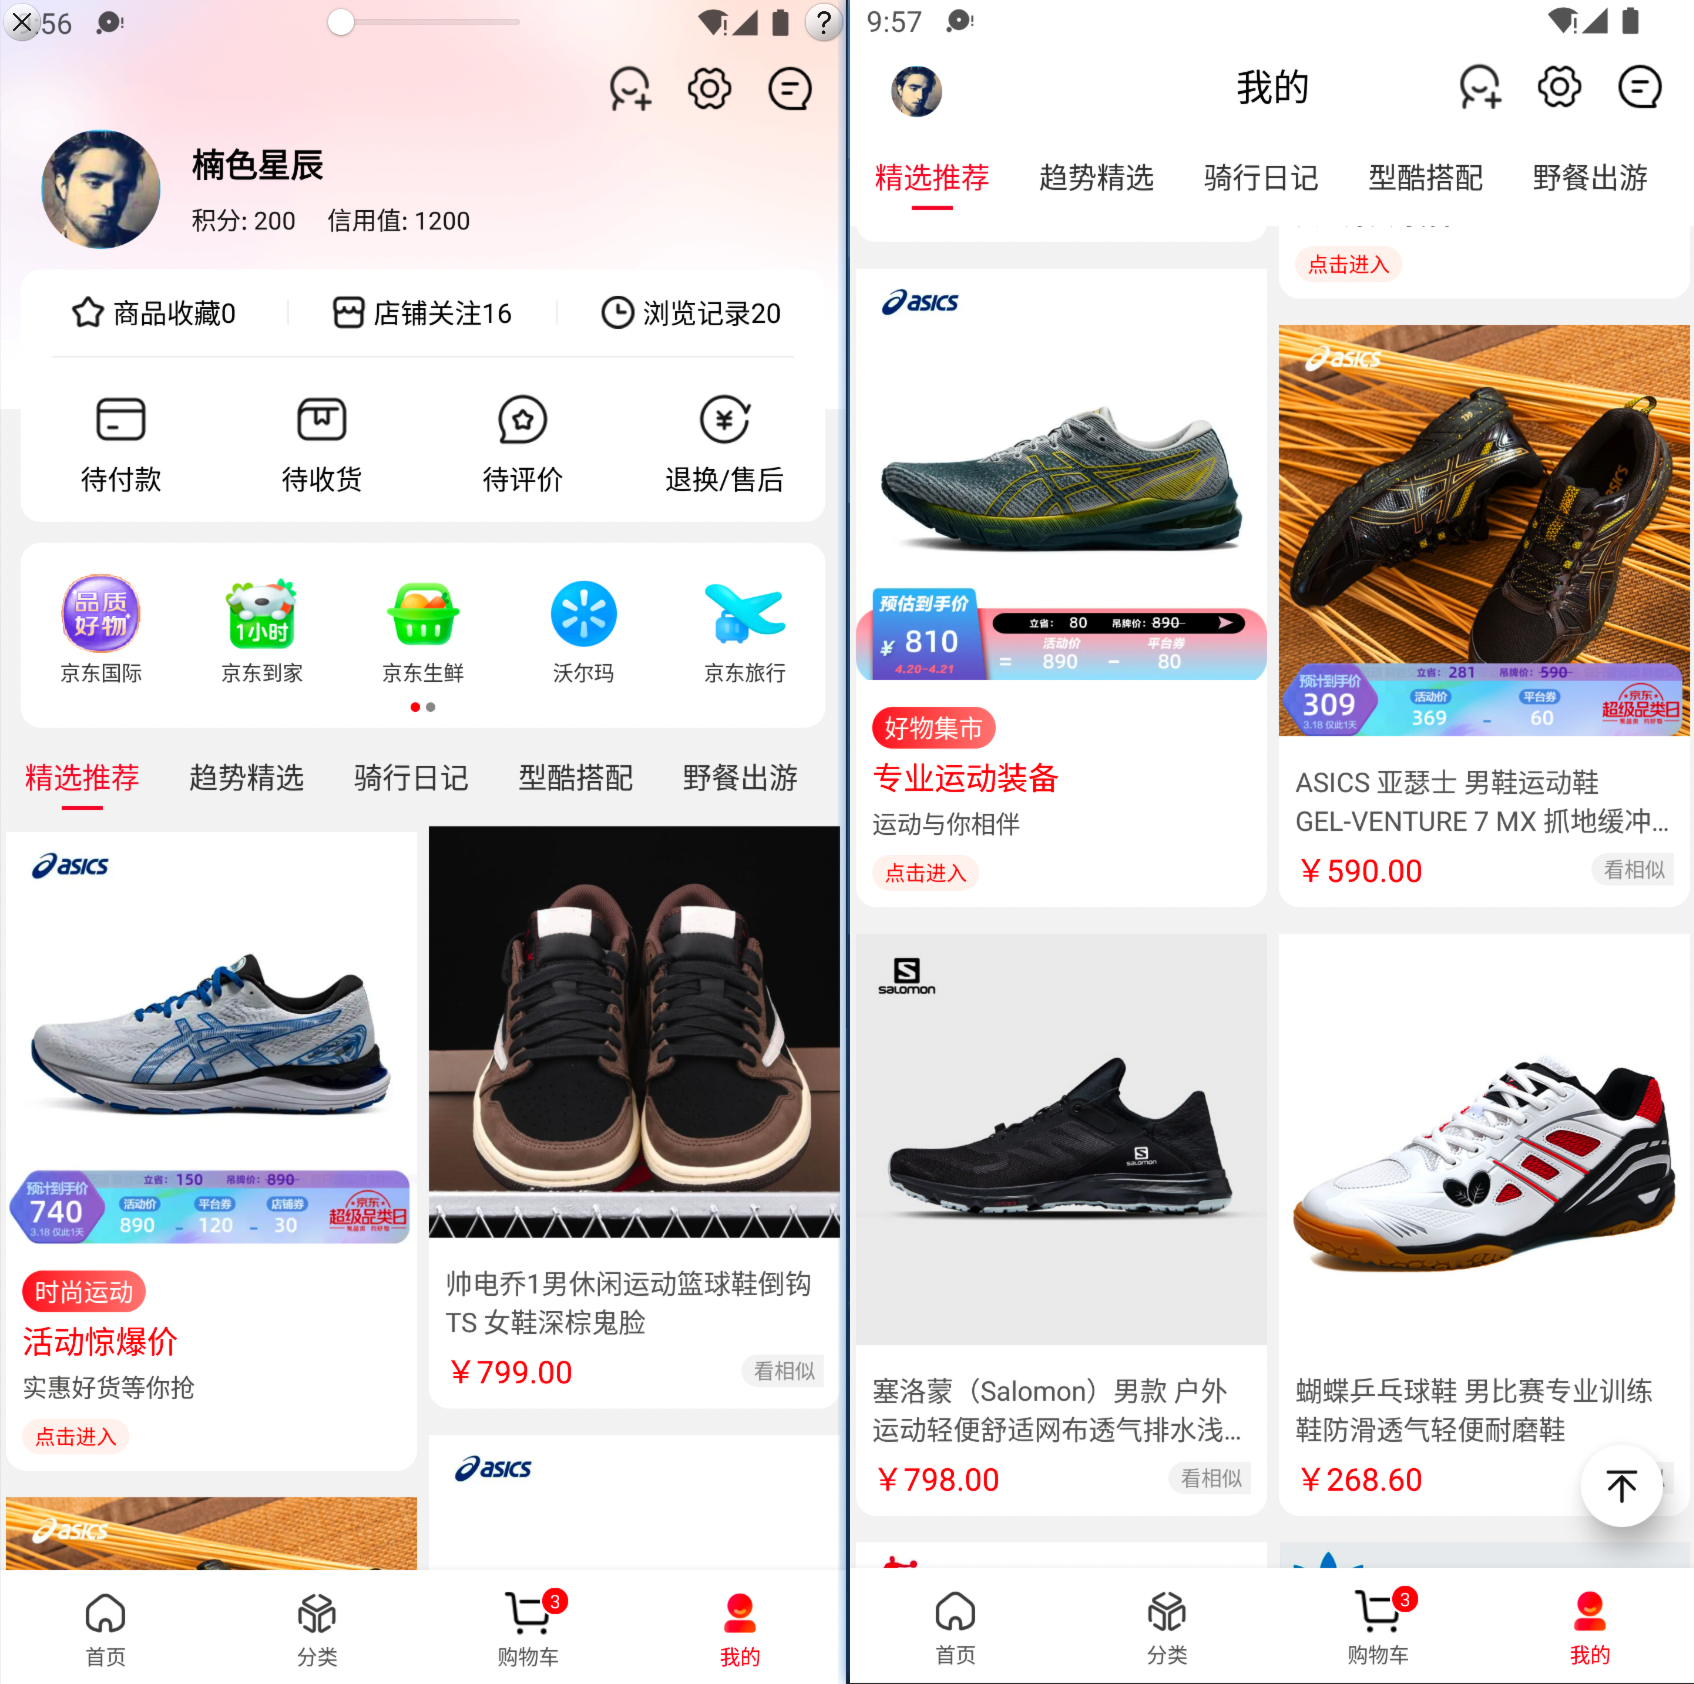 :56
?
楠色星辰
积分: 200
信用值: 1200
商品收藏0
店铺关注16
浏览记录20
待付款
待收货
待评价
退换/售后
品质
好物
1小时
京东国际
京东到家
京东生鲜
沃尔玛
京东旅行
精选推荐
趋势精选
骑行日记
型酷搭配
野餐出游
asics
预计到手价
740
3.18 仅此1天
立省: 150
吊牌价: 890
活动价
890
-
平台券
120
-
店铺券
30
京东
超级品类日
时尚运动
活动惊爆价
实惠好货等你抢
点击进入
帅电乔1男休闲运动篮球鞋倒钩
TS 女鞋深棕鬼脸
￥799.00
看相似
asics
asics
首页
分类
3
购物车
我的
9:57
我的
精选推荐
趋势精选
骑行日记
型酷搭配
野餐出游
点击进入
asics
预估到手价
¥ 810
4.20-4.21
立省: 80
吊牌价: 890
活动价
= 890
-
平台券
80
好物集市
专业运动装备
运动与你相伴
点击进入
asics
asics
预计到手价
309
3.18 仅此1天
立省: 281
吊牌价: 590
活动价
369
-
平台券
60
京东
超级品类日
ASICS 亚瑟士 男鞋运动鞋
GEL-VENTURE 7 MX 抓地缓冲...
￥590.00
看相似
S
salomon
S
salomon
塞洛蒙（Salomon）男款 户外
运动轻便舒适网布透气排水浅...
￥798.00
看相似
蝴蝶乒乓球鞋 男比赛专业训练
鞋防滑透气轻便耐磨鞋
￥268.60
首页
分类
3
购物车
我的